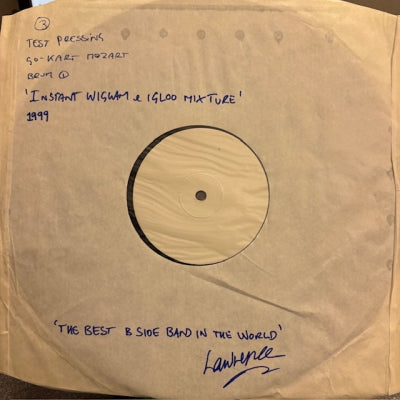 ③
TEST PRESSING
GO-KART MOZART
BRUM ①
'INSTANT WIGWAM & IGLOO MIXTURE'
1999
'THE BEST B SIDE BAND IN THE WORLD'
Lawrence